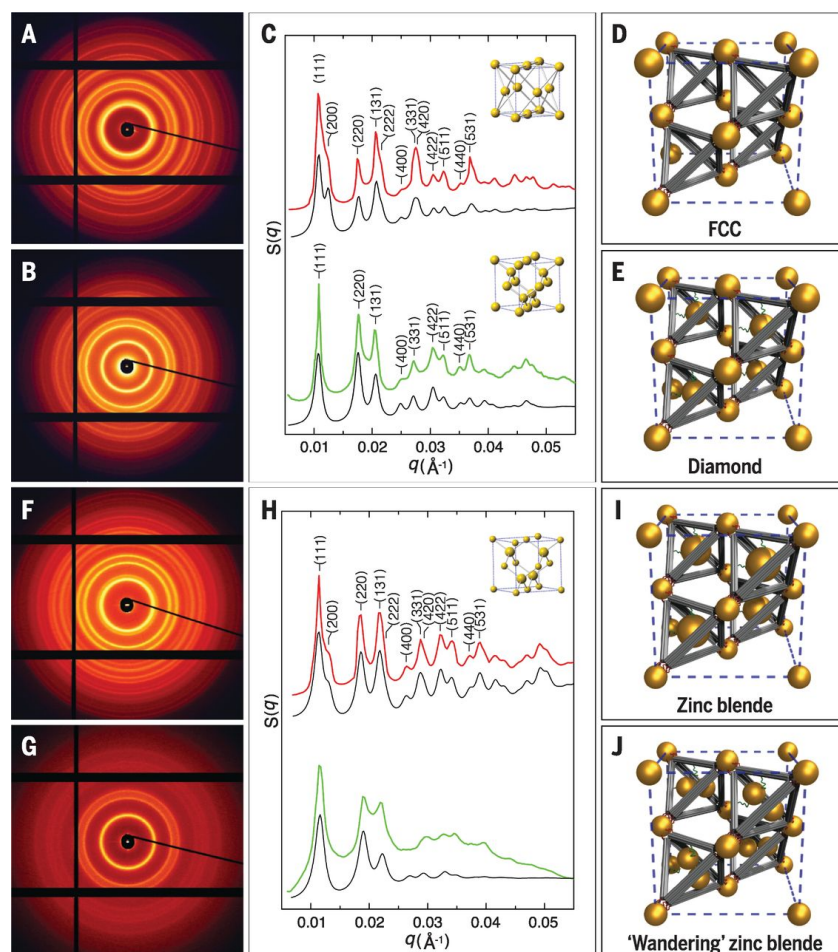 A
B
C
(111)
(200)
(220)
(131)
(222)
(400)
(331)
(420)
(422)
(511)
(440)
(531)
S(q)
(111)
(220)
(131)
(400)
(331)
(422)
(511)
(440)
(531)
0.01 0.02 0.03 0.04 0.05
q(Å⁻¹)
D
FCC
E
Diamond
F
G
H
(111)
(200)
(220)
(131)
(222)
(400)
(331)
(420)
(422)
(511)
(440)
(531)
S(q)
0.01 0.02 0.03 0.04 0.05
q(Å⁻¹)
I
Zinc blende
J
'Wandering' zinc blende